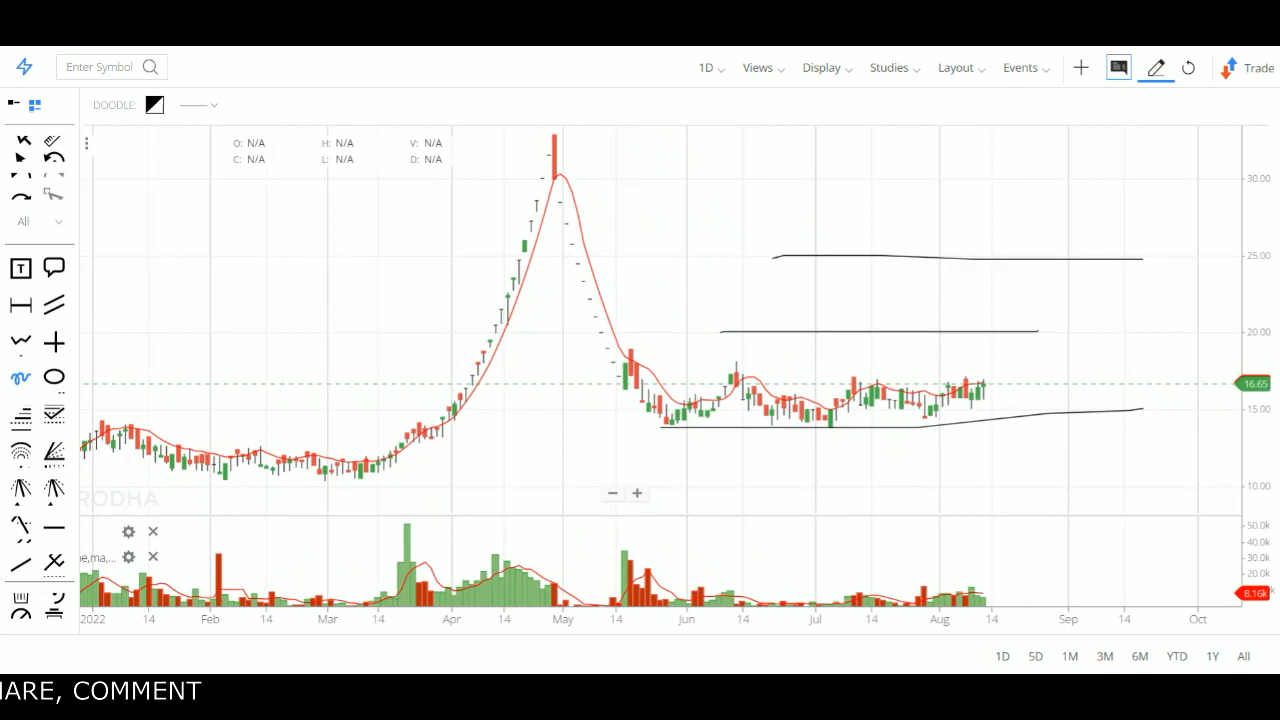 Enter Symbol 1D Views Display Studies Layout Events Trade
DOODLE:
O: N/A H: N/A V: N/A
C: N/A L: N/A D: N/A
All
T
30.00
25.00
20.00
16.65
15.00
10.00
RODHA
50.0k
40.0k
30.0k
20.0k
e,ma,...
8.16k
2022 14 Feb 14 Mar 14 Apr 14 May 14 Jun 14 Jul 14 Aug 14 Sep 14 Oct
1D 5D 1M 3M 6M YTD 1Y All
HARE, COMMENT